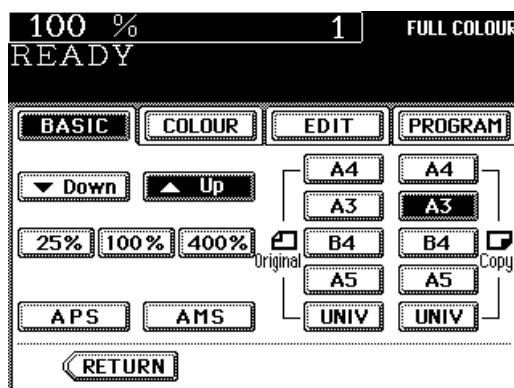 100 % 1 FULL COLOUR
READY
BASIC COLOUR EDIT PROGRAM
Down Up
A4 A4
A3 A3
25% 100% 400% Original B4 B4 Copy
A5 A5
APS AMS UNIV UNIV
RETURN